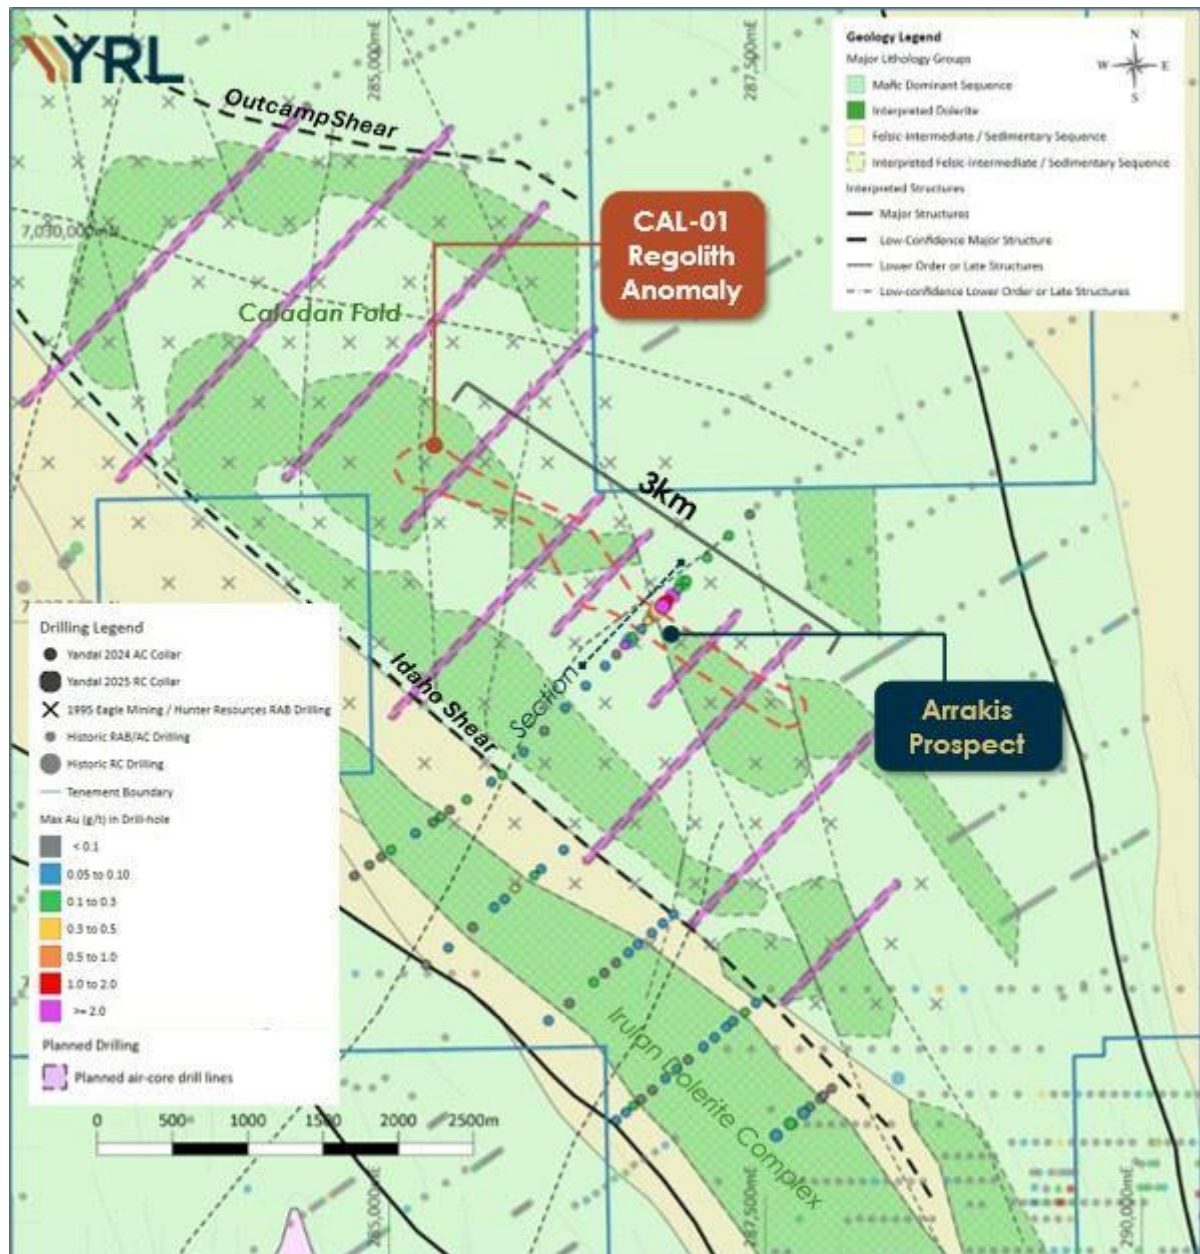 YRL
285,000mE
287,500mE
Geology Legend
Major Lithology Groups
Mafic Dominant Sequence
Interpreted Dolerite
Felsic-Intermediate / Sedimentary Sequence
Interpreted Felsic-Intermediate / Sedimentary Sequence
Interpreted Structures
Major Structures
Low-Confidence Major Structure
Lower Order or Late Structures
Low-confidence Lower Order or Late Structures
N
W
E
S
Outcamp Shear
7,030,000mN
CAL-01
Regolith
Anomaly
Caladan Fold
3km
Idaho Shear
Section
Arrakis
Prospect
Drilling Legend
Yandal 2024 AC Collar
Yandal 2025 RC Collar
1995 Eagle Mining / Hunter Resources RAB Drilling
Historic RAB/AC Drilling
Historic RC Drilling
Tenement Boundary
Max Au (g/t) in Drill-hole
< 0.1
0.05 to 0.10
0.1 to 0.3
0.3 to 0.5
0.5 to 1.0
1.0 to 2.0
>= 2.0
Planned Drilling
Planned air-core drill lines
Irulan Dolerite Complex
0 500 1000 1500 2000 2500m
285,000mE
287,500mE
290,000mE